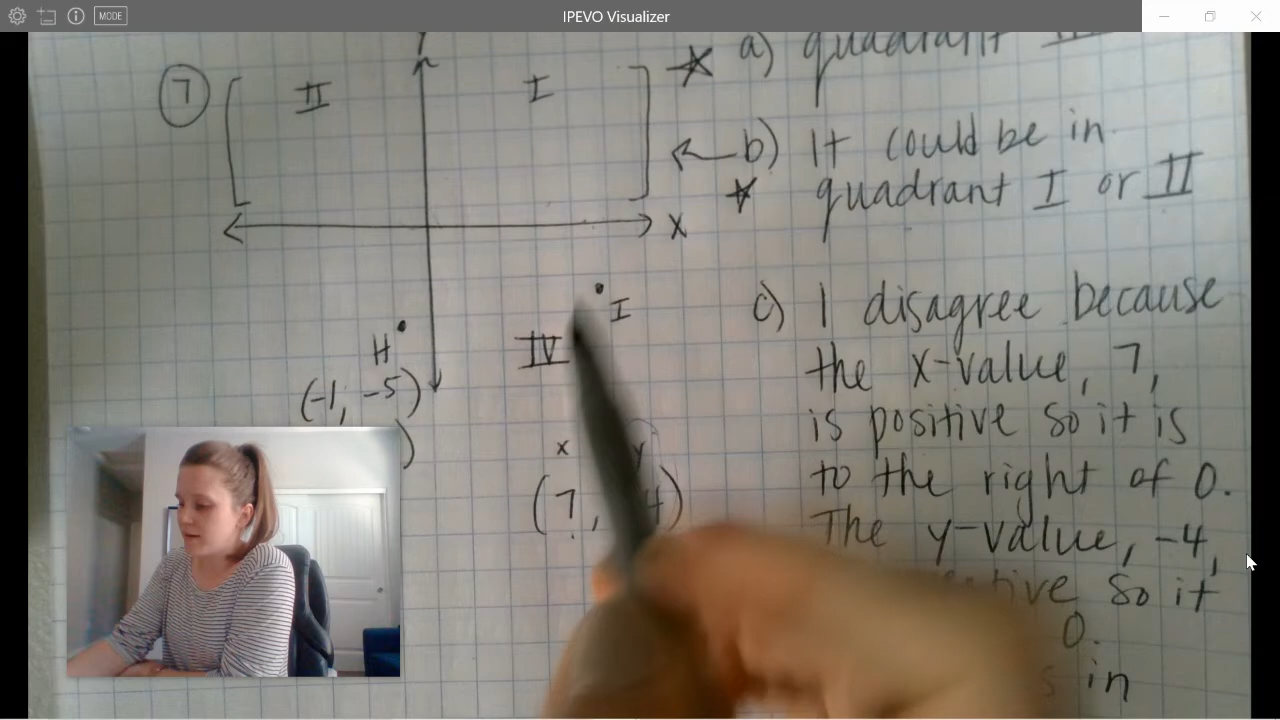 MODE
IPEVO Visualizer
Y
7
II
I
X
H
(-1, -5)
)
I
IV
x y
(7, 4)
a) quadrant
b) It could be in
quadrant I or II
c) I disagree because
the x-value, 7,
is positive so it is
to the right of 0.
The y-value, -4,
so it
0.
in